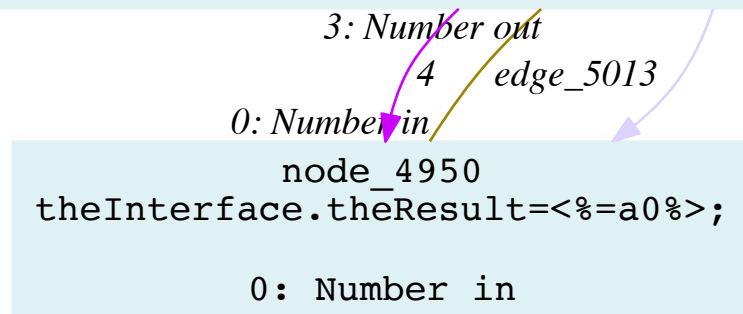 3: Number out
4 edge_5013
0: Number in
node_4950
theInterface.theResult=<%=a0%>;
0: Number in